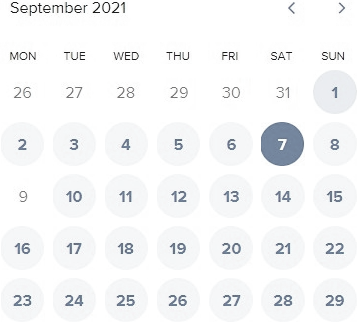 September 2021
MON TUE WED THU FRI SAT SUN
26 27 28 29 30 31 1
2 3 4 5 6 7 8
9 10 11 12 13 14 15
16 17 18 19 20 21 22
23 24 25 26 27 28 29